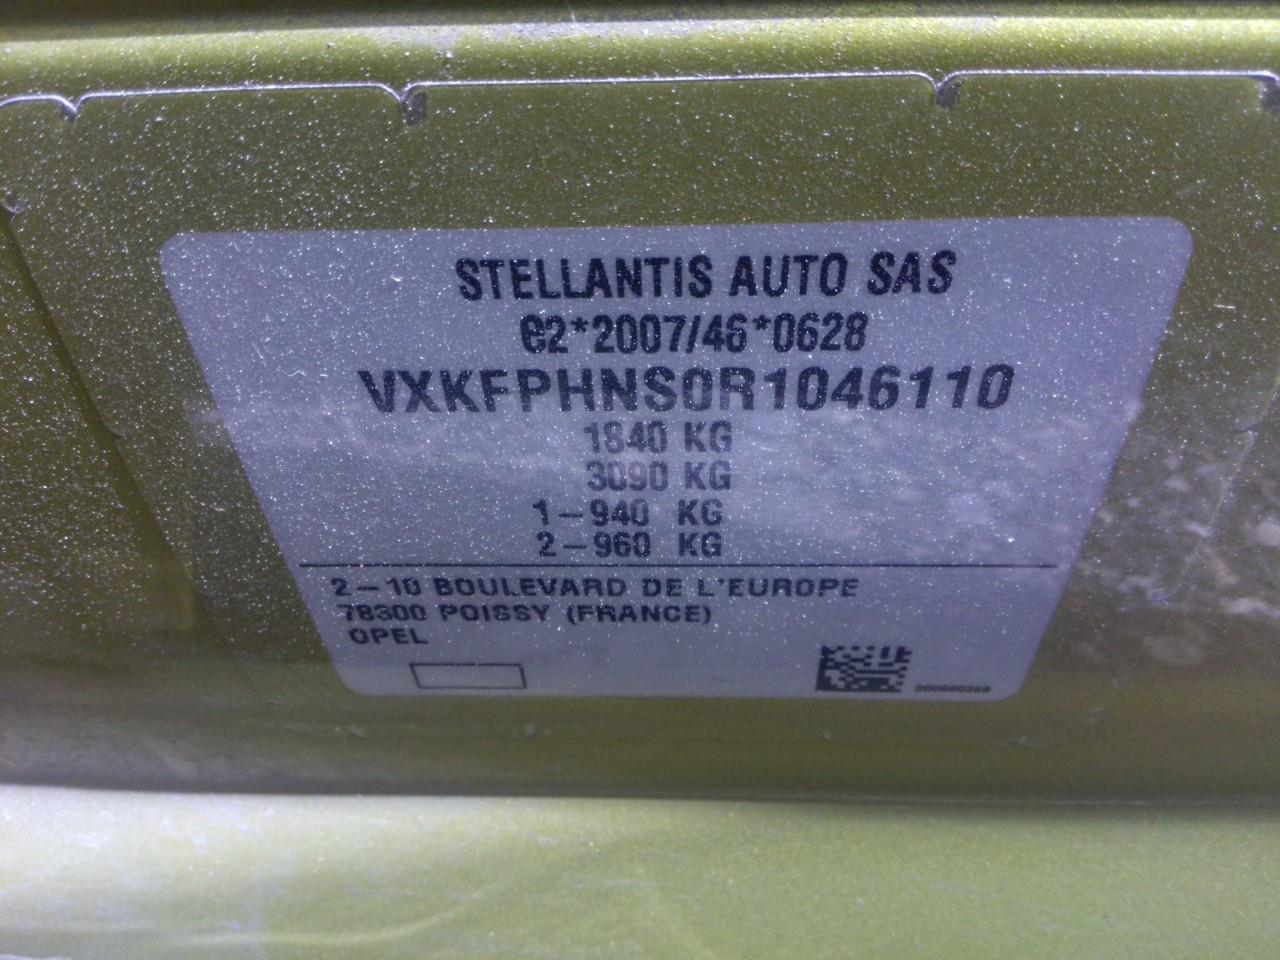 STELLANTIS AUTO SAS
e2*2007/46*0628
VXKFPHNS0R1046110
1840 KG
3090 KG
1-940 KG
2-960 KG
2-10 BOULEVARD DE L'EUROPE
78300 POISSY (FRANCE)
OPEL